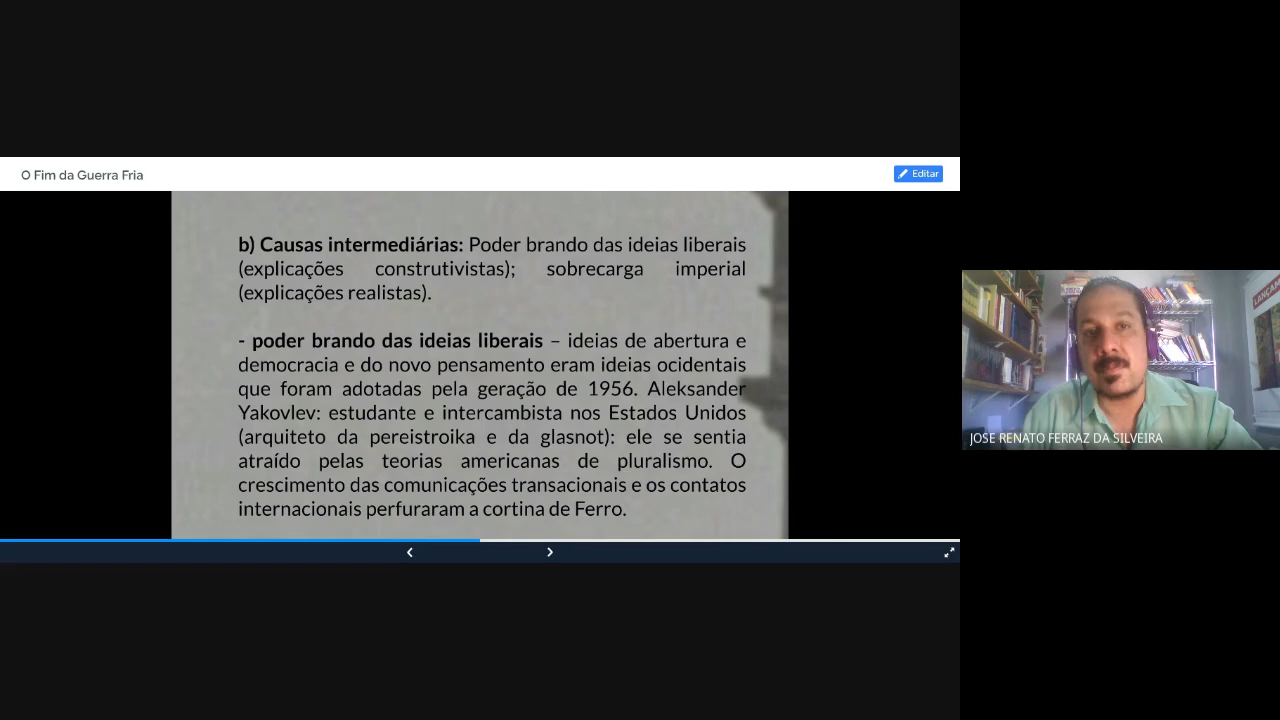 O Fim da Guerra Fria
Editar
b) Causas intermediárias: Poder brando das ideias liberais
(explicações construtivistas); sobrecarga imperial
(explicações realistas).
- poder brando das ideias liberais – ideias de abertura e
democracia e do novo pensamento eram ideias ocidentais
que foram adotadas pela geração de 1956. Aleksander
Yakovlev: estudante e intercambista nos Estados Unidos
(arquiteto da pereistroika e da glasnot): ele se sentia
atraído pelas teorias americanas de pluralismo. O
crescimento das comunicações transacionais e os contatos
internacionais perfuraram a cortina de Ferro.
JOSE RENATO FERRAZ DA SILVEIRA